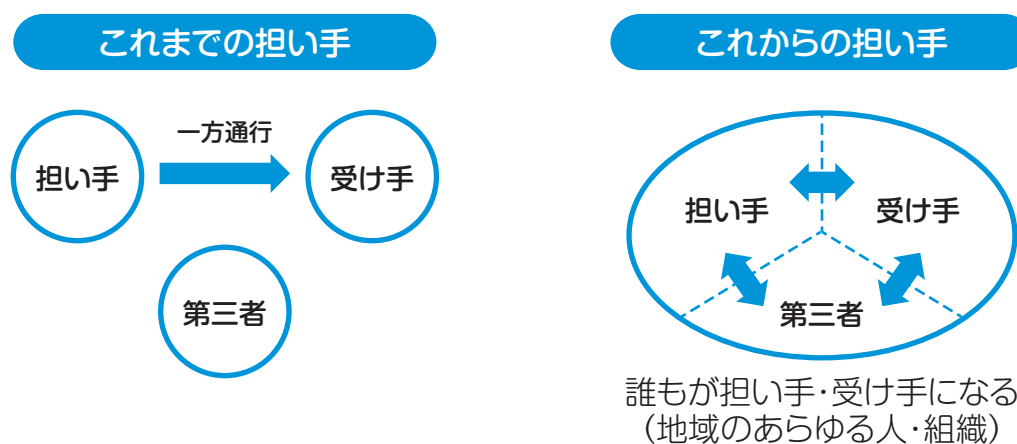 これまでの担い手
一方通行
担い手
受け手
第三者
これからの担い手
担い手
受け手
第三者
誰もが担い手・受け手になる
（地域のあらゆる人・組織）